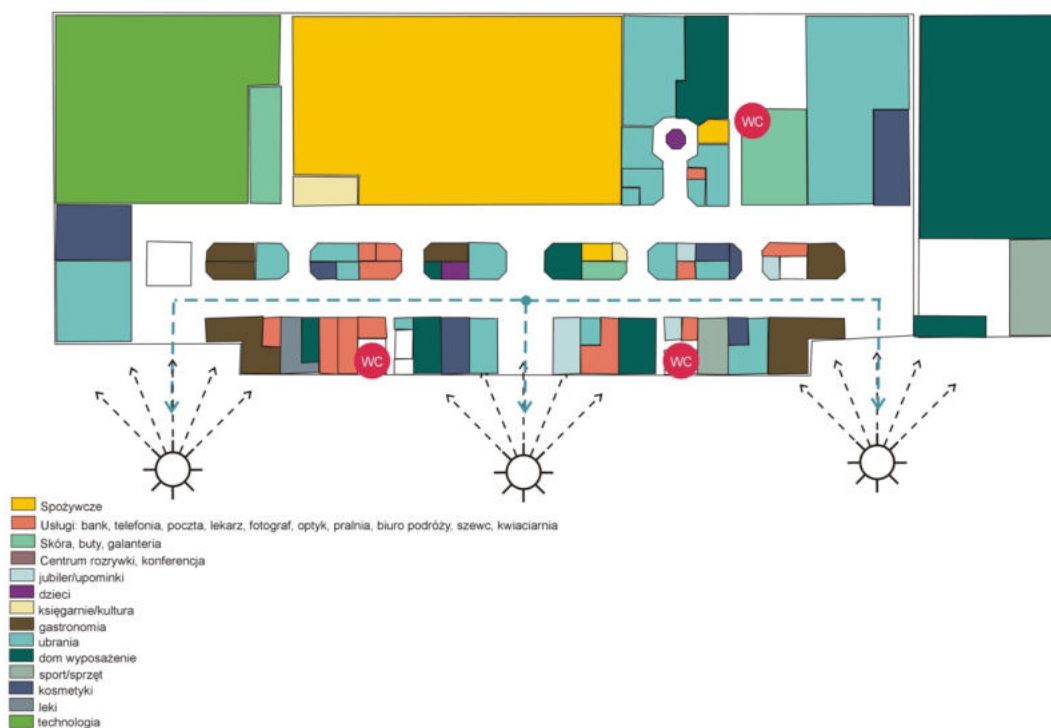 WC
WC
WC
Spożywcze
Usługi: bank, telefonia, poczta, lekarz, fotograf, optyk, pralnia, biuro podróży, szewc, kwiaciarnia
Skóra, buty, galanteria
Centrum rozrywki, konferencja
jubiler/upominki
dzieci
księgarnie/kultura
gastronomia
ubrania
dom wyposażenie
sport/sprzęt
kosmetyki
leki
technologia